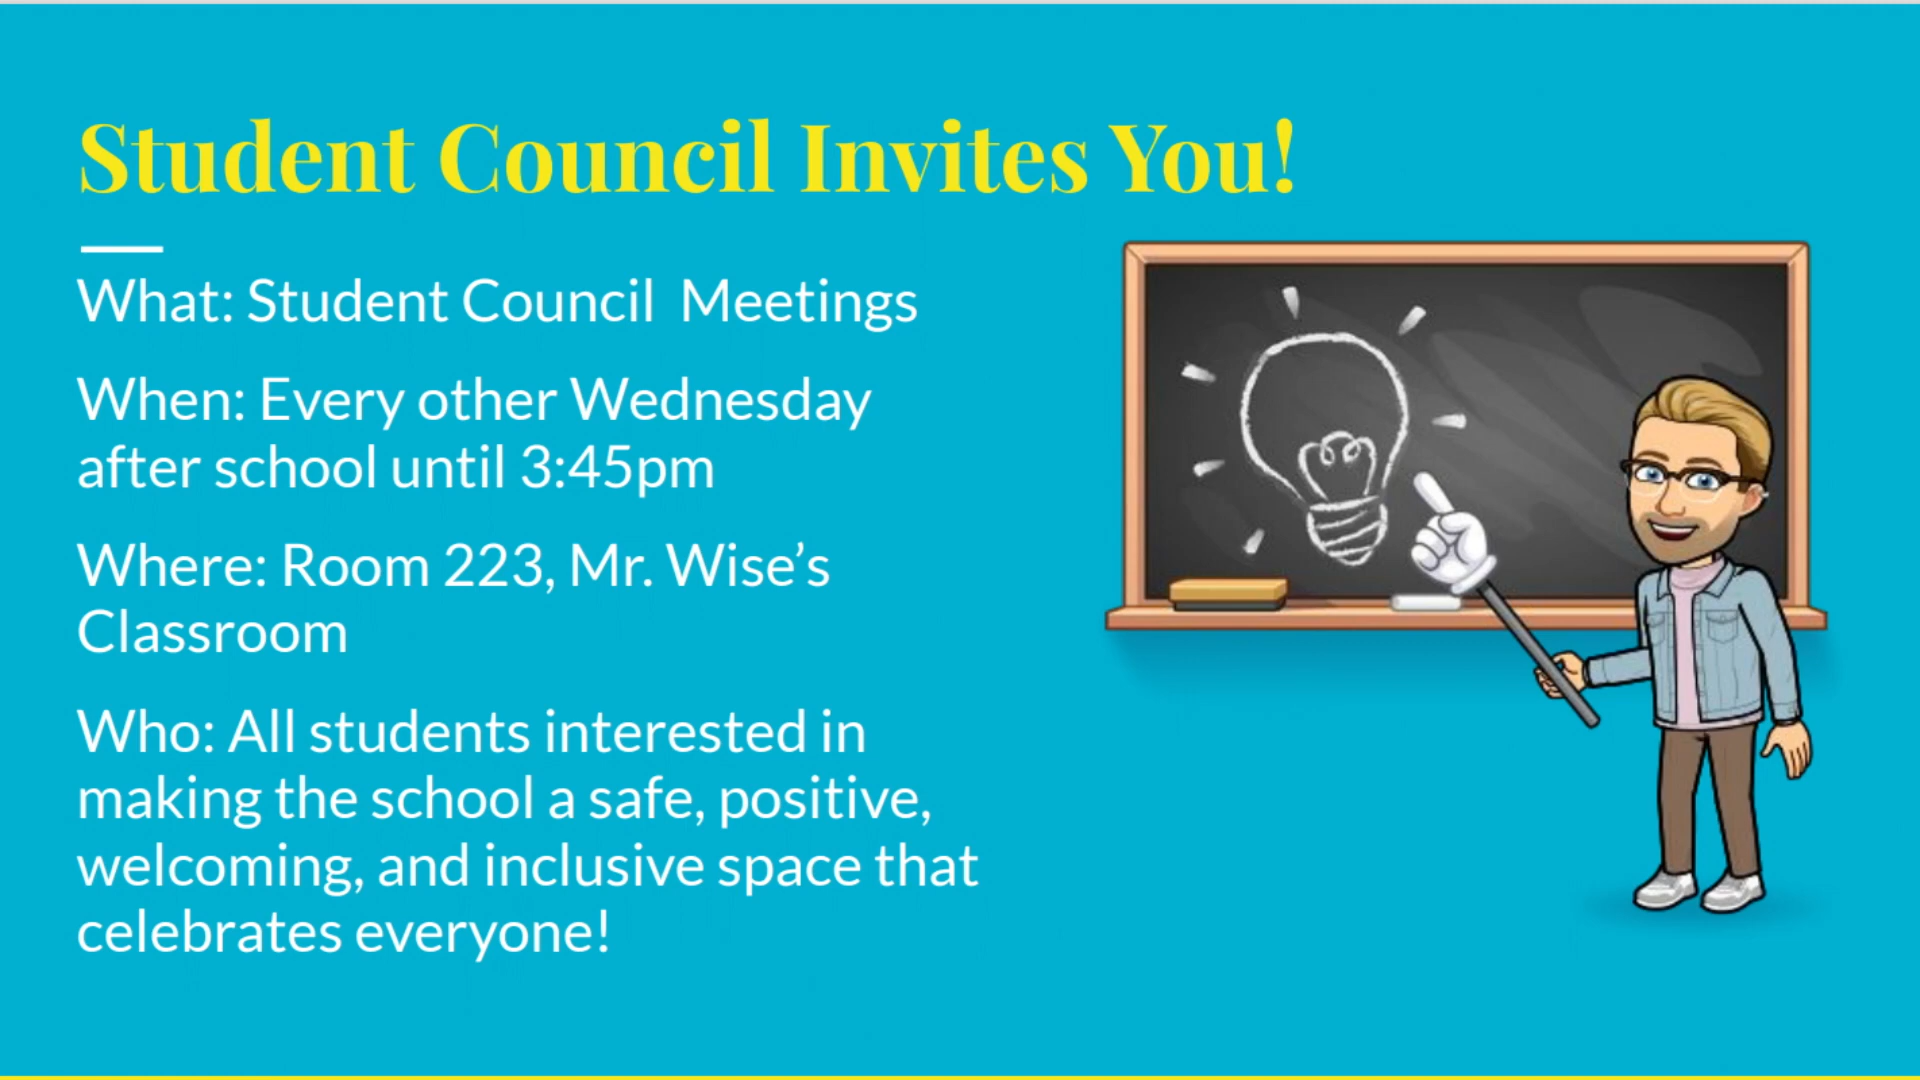 Student Council Invites You!
What: Student Council  Meetings
When: Every other Wednesday
after school until 3:45pm
Where: Room 223, Mr. Wise’s
Classroom
Who: All students interested in
making the school a safe, positive,
welcoming, and inclusive space that
celebrates everyone!